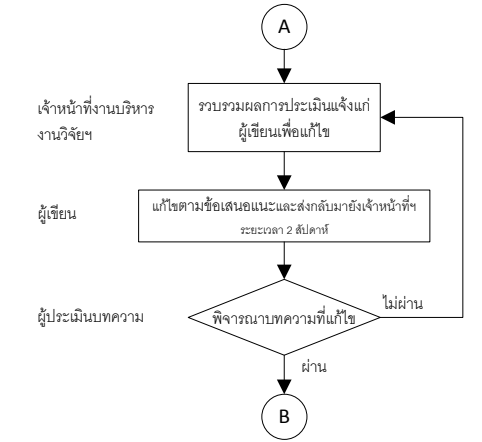 A
เจ้าหน้าที่งานบริหาร
งานวิจัยฯ
รวบรวมผลการประเมินแจ้งแก่
ผู้เขียนเพื่อแก้ไข
ผู้เขียน
แก้ไขตามข้อเสนอแนะและส่งกลับมายังเจ้าหน้าที่ฯ
ระยะเวลา 2 สัปดาห์
ผู้ประเมินบทความ
พิจารณาบทความที่แก้ไข
ไม่ผ่าน
ผ่าน
B